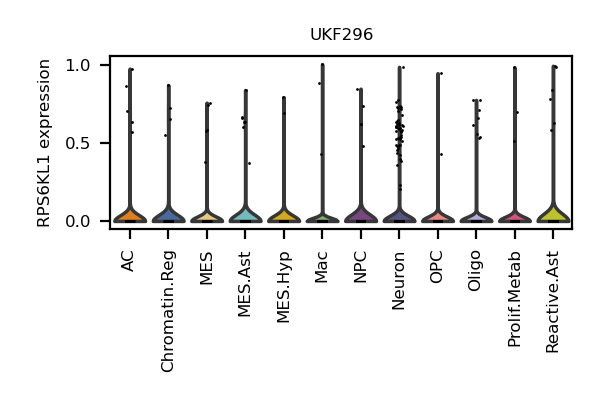 UKF296
RPS6KL1 expression
1.0
0.5
0.0
AC
Chromatin.Reg
MES
MES.Ast
MES.Hyp
Mac
NPC
Neuron
OPC
Oligo
Prolif.Metab
Reactive.Ast